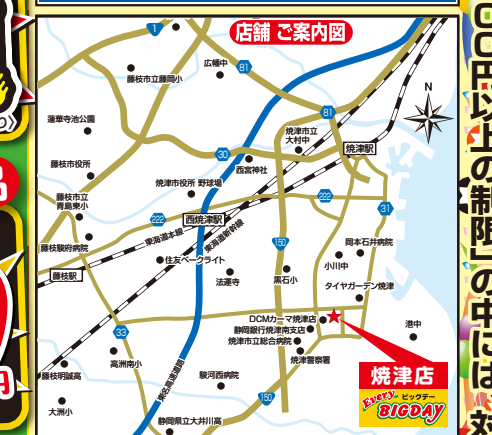 店舗 ご案内図
1
藤枝市立藤岡小
広幡中
81
81
N
蓮華寺池公園
焼津市立
大村中
焼津駅
30
西宮神社
藤枝市役所
焼津市役所
野球場
222
藤枝市立
青島東小
31
222
西焼津駅
東海道本線
東海道新幹線
藤枝駿府病院
150
岡本石井病院
住友ベークライト
小川中
藤枝駅
法蓮寺
黒石小
タイヤガーデン焼津
DCMカーマ焼津店
静岡銀行焼津南支店
港中
33
焼津市立総合病院
高洲南小
焼津警察署
藤枝明誠高
東名高速道路
駿河西病院
焼津店
大洲小
150
Every ビッグデー
BIGDAY
静岡県立大井川高
00円以上の制限】の中には、対